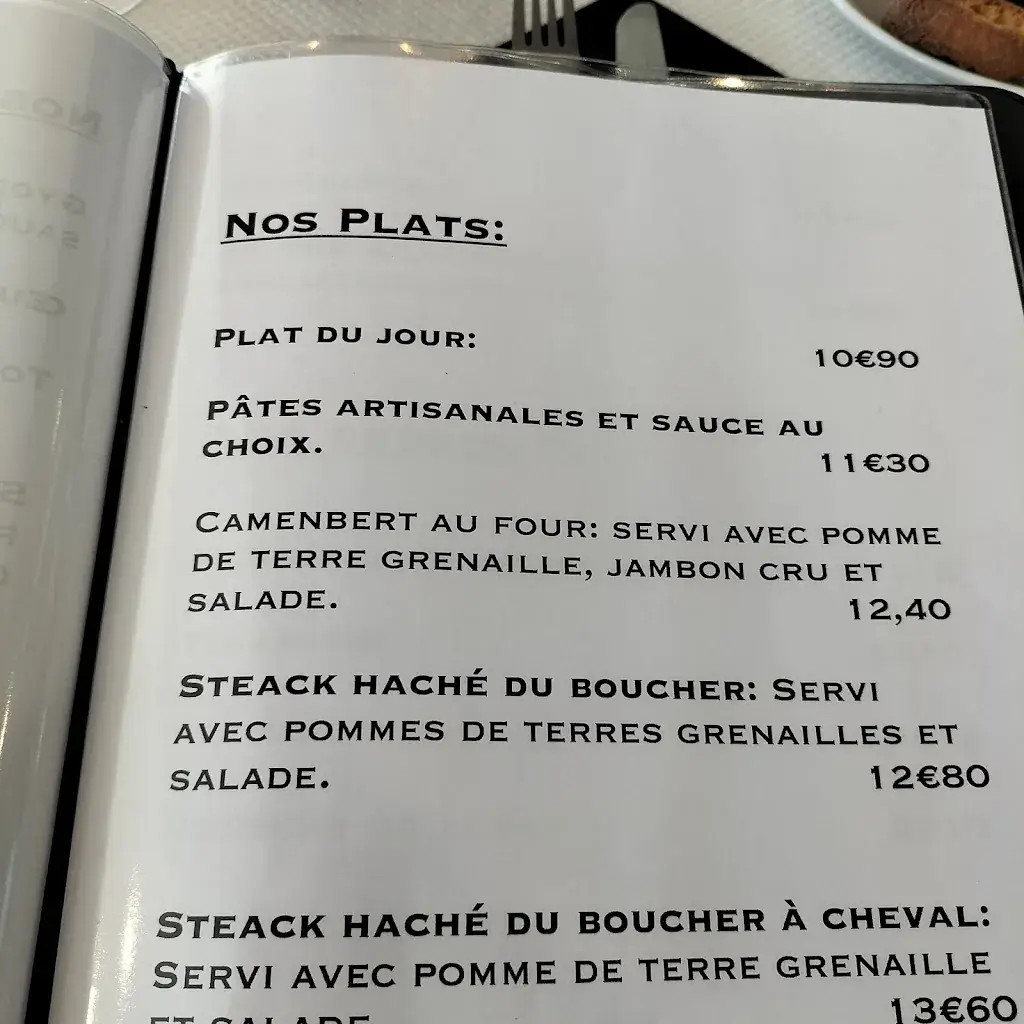 Nos Plats:
PLAT DU JOUR:
10€90
PÂTES ARTISANALES ET SAUCE AU
CHOIX.
11€30
CAMENBERT AU FOUR: SERVI AVEC POMME
DE TERRE GRENAILLE, JAMBON CRU ET
SALADE.
12,40
STEACK HACHÉ DU BOUCHER: SERVI
AVEC POMMES DE TERRES GRENAILLES ET
SALADE.
12€80
STEACK HACHÉ DU BOUCHER À CHEVAL:
SERVI AVEC POMME DE TERRE GRENAILLE
ET SALADE
13€60